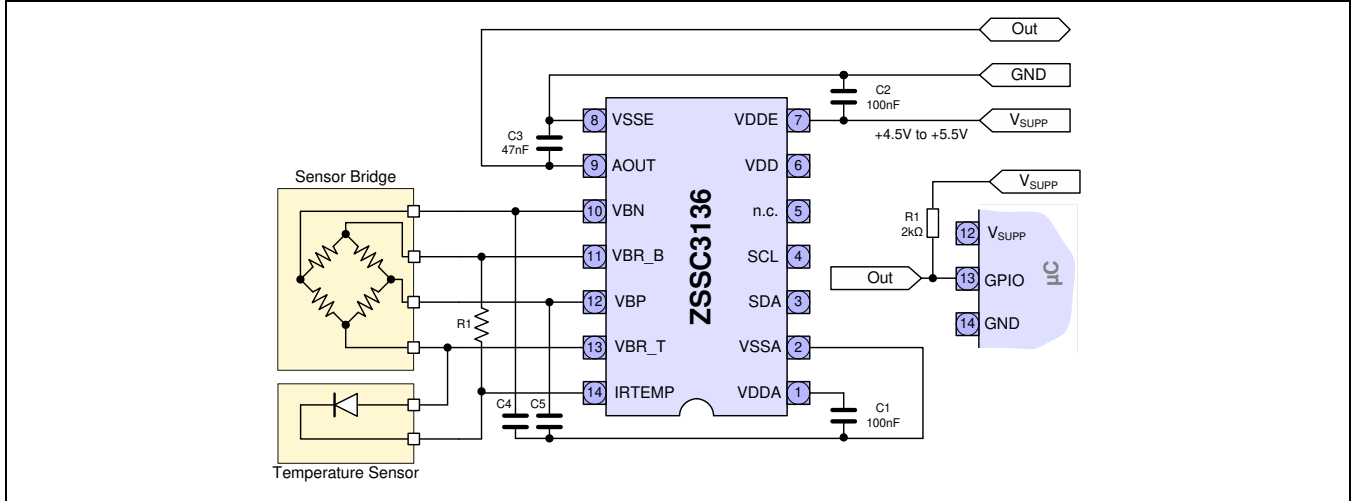 Out
GND
C2
100nF
V_SUPP
+4.5V to +5.5V
C3
47nF
8 VSSE
9 AOUT
10 VBN
11 VBR_B
12 VBP
13 VBR_T
14 IRTEMP
ZSSC3136
VDDE 7
VDD 6
n.c. 5
SCL 4
SDA 3
VSSA 2
VDDA 1
Sensor Bridge
R1
Temperature Sensor
C4
C5
C1
100nF
V_SUPP
R1
2kΩ
Out
12 V_SUPP
13 GPIO
14 GND
µC